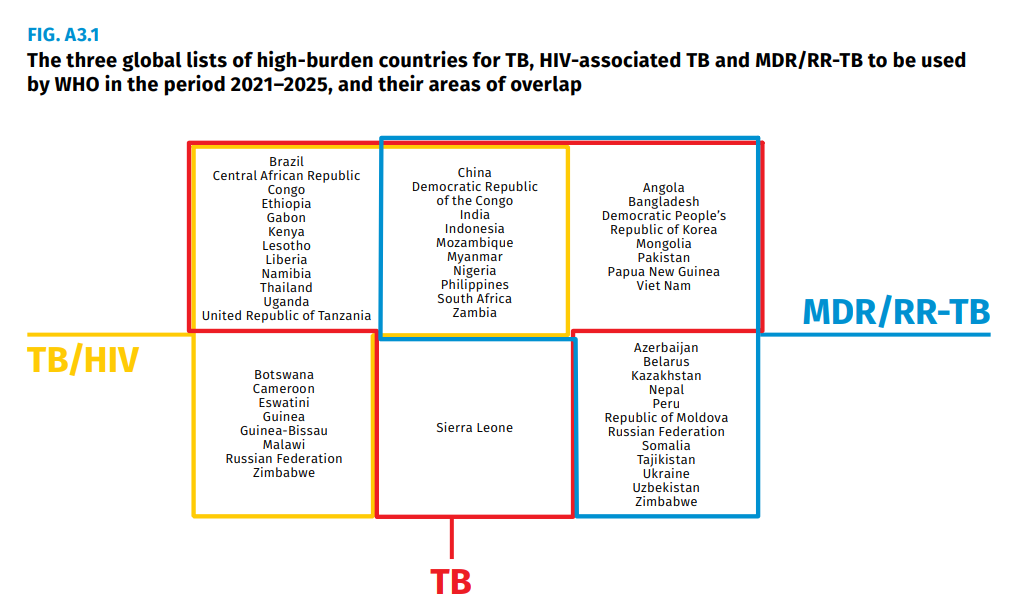 FIG. A3.1
The three global lists of high-burden countries for TB, HIV-associated TB and MDR/RR-TB to be used
by WHO in the period 2021–2025, and their areas of overlap
Brazil
Central African Republic
Congo
Ethiopia
Gabon
Kenya
Lesotho
Liberia
Namibia
Thailand
Uganda
United Republic of Tanzania
China
Democratic Republic
of the Congo
India
Indonesia
Mozambique
Myanmar
Nigeria
Philippines
South Africa
Zambia
Angola
Bangladesh
Democratic People's
Republic of Korea
Mongolia
Pakistan
Papua New Guinea
Viet Nam
MDR/RR-TB
TB/HIV
Botswana
Cameroon
Eswatini
Guinea
Guinea-Bissau
Malawi
Russian Federation
Zimbabwe
Sierra Leone
Azerbaijan
Belarus
Kazakhstan
Nepal
Peru
Republic of Moldova
Russian Federation
Somalia
Tajikistan
Ukraine
Uzbekistan
Zimbabwe
TB